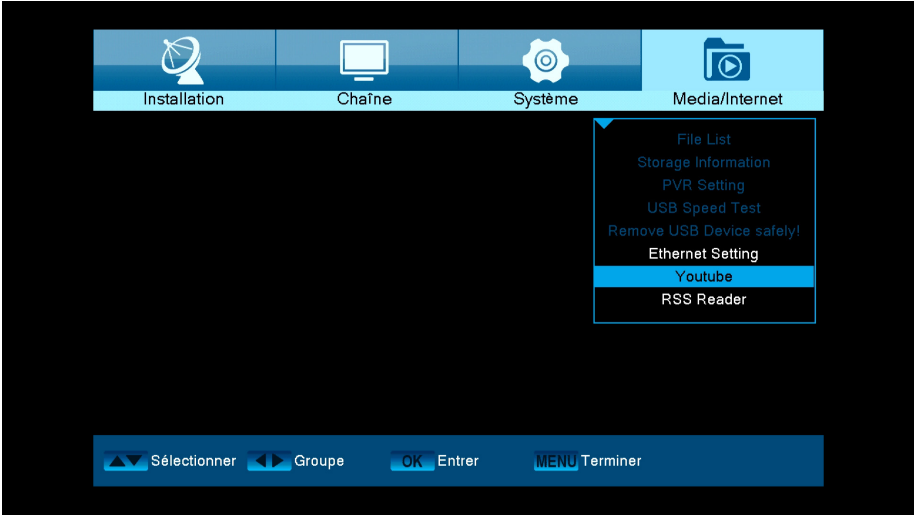 Installation Chaîne Système Media/Internet
File List
Storage Information
PVR Setting
USB Speed Test
Remove USB Device safely!
Ethernet Setting
Youtube
RSS Reader
Sélectionner Groupe OK Entrer MENU Terminer